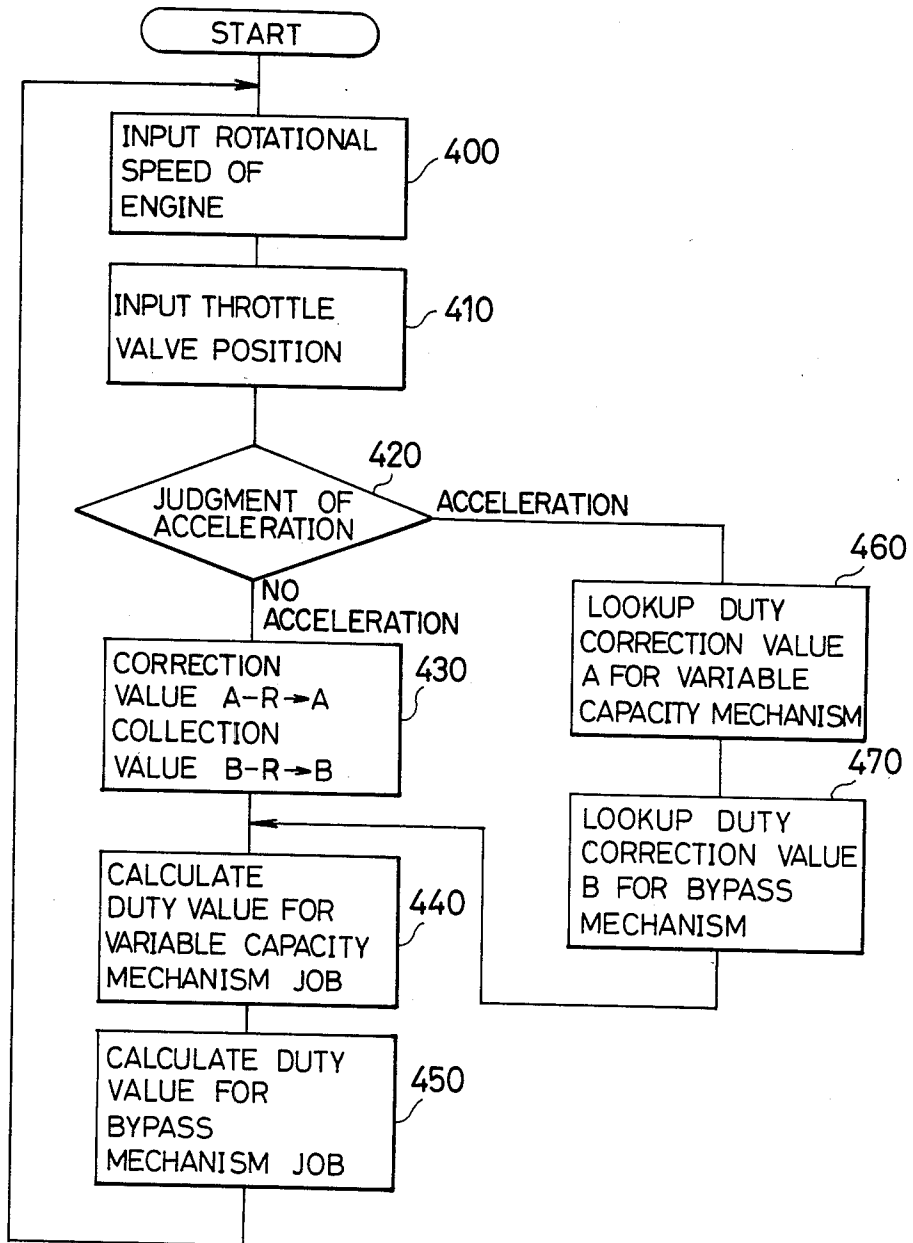 START
INPUT ROTATIONAL
SPEED OF
ENGINE
400
INPUT THROTTLE
VALVE POSITION
410
420
JUDGMENT OF
ACCELERATION
ACCELERATION
NO
ACCELERATION
CORRECTION
VALUE A-R→A
COLLECTION
VALUE B-R→B
430
460
LOOKUP DUTY
CORRECTION VALUE
A FOR VARIABLE
CAPACITY MECHANISM
470
LOOKUP DUTY
CORRECTION VALUE
B FOR BYPASS
MECHANISM
CALCULATE
DUTY VALUE FOR
VARIABLE CAPACITY
MECHANISM JOB
440
CALCULATE DUTY
VALUE FOR
BYPASS
MECHANISM JOB
450